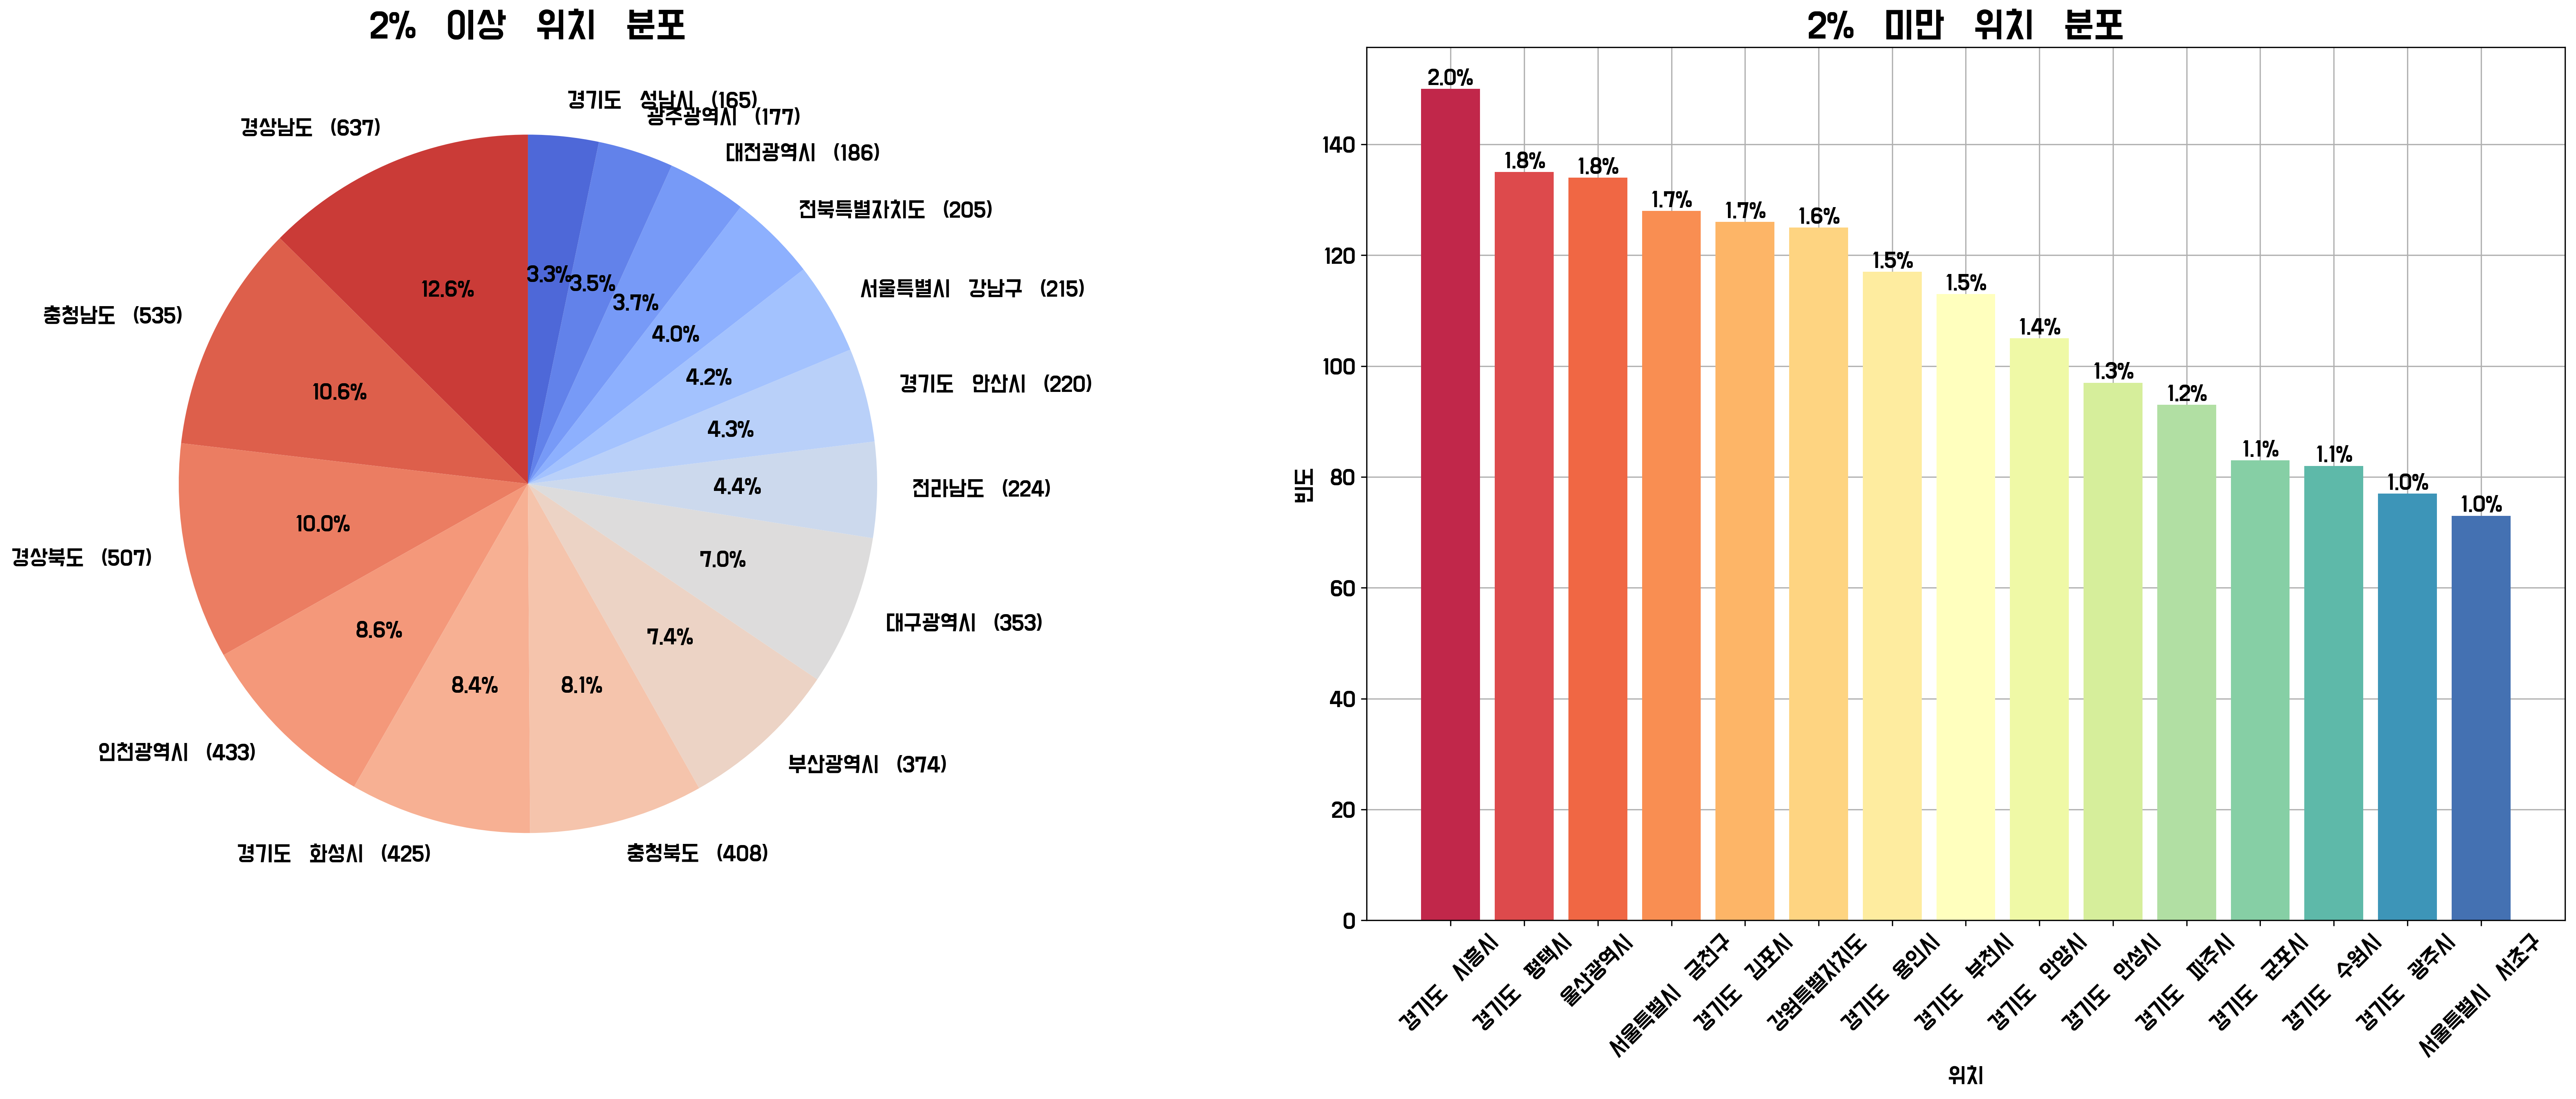 2% 이상 위치 분포
경기도 성남시 (165)
광주광역시 (177)
대전광역시 (186)
전북특별자치도 (205)
서울특별시 강남구 (215)
경기도 안산시 (220)
전라남도 (224)
대구광역시 (353)
부산광역시 (374)
충청북도 (408)
경기도 화성시 (425)
인천광역시 (433)
경상북도 (507)
충청남도 (535)
경상남도 (637)
3.3%
3.5%
3.7%
4.0%
4.2%
4.3%
4.4%
7.0%
7.4%
8.1%
8.4%
8.6%
10.0%
10.6%
12.6%
2% 미만 위치 분포
빈도
140
120
100
80
60
40
20
0
2.0%
1.8%
1.8%
1.7%
1.7%
1.6%
1.5%
1.5%
1.4%
1.3%
1.2%
1.1%
1.1%
1.0%
1.0%
경기도 시흥시
경기도 평택시
울산광역시
서울특별시 금천구
경기도 김포시
강원특별자치도
경기도 용인시
경기도 부천시
경기도 안양시
경기도 안성시
경기도 파주시
경기도 군포시
경기도 수원시
경기도 광주시
서울특별시 서초구
위치